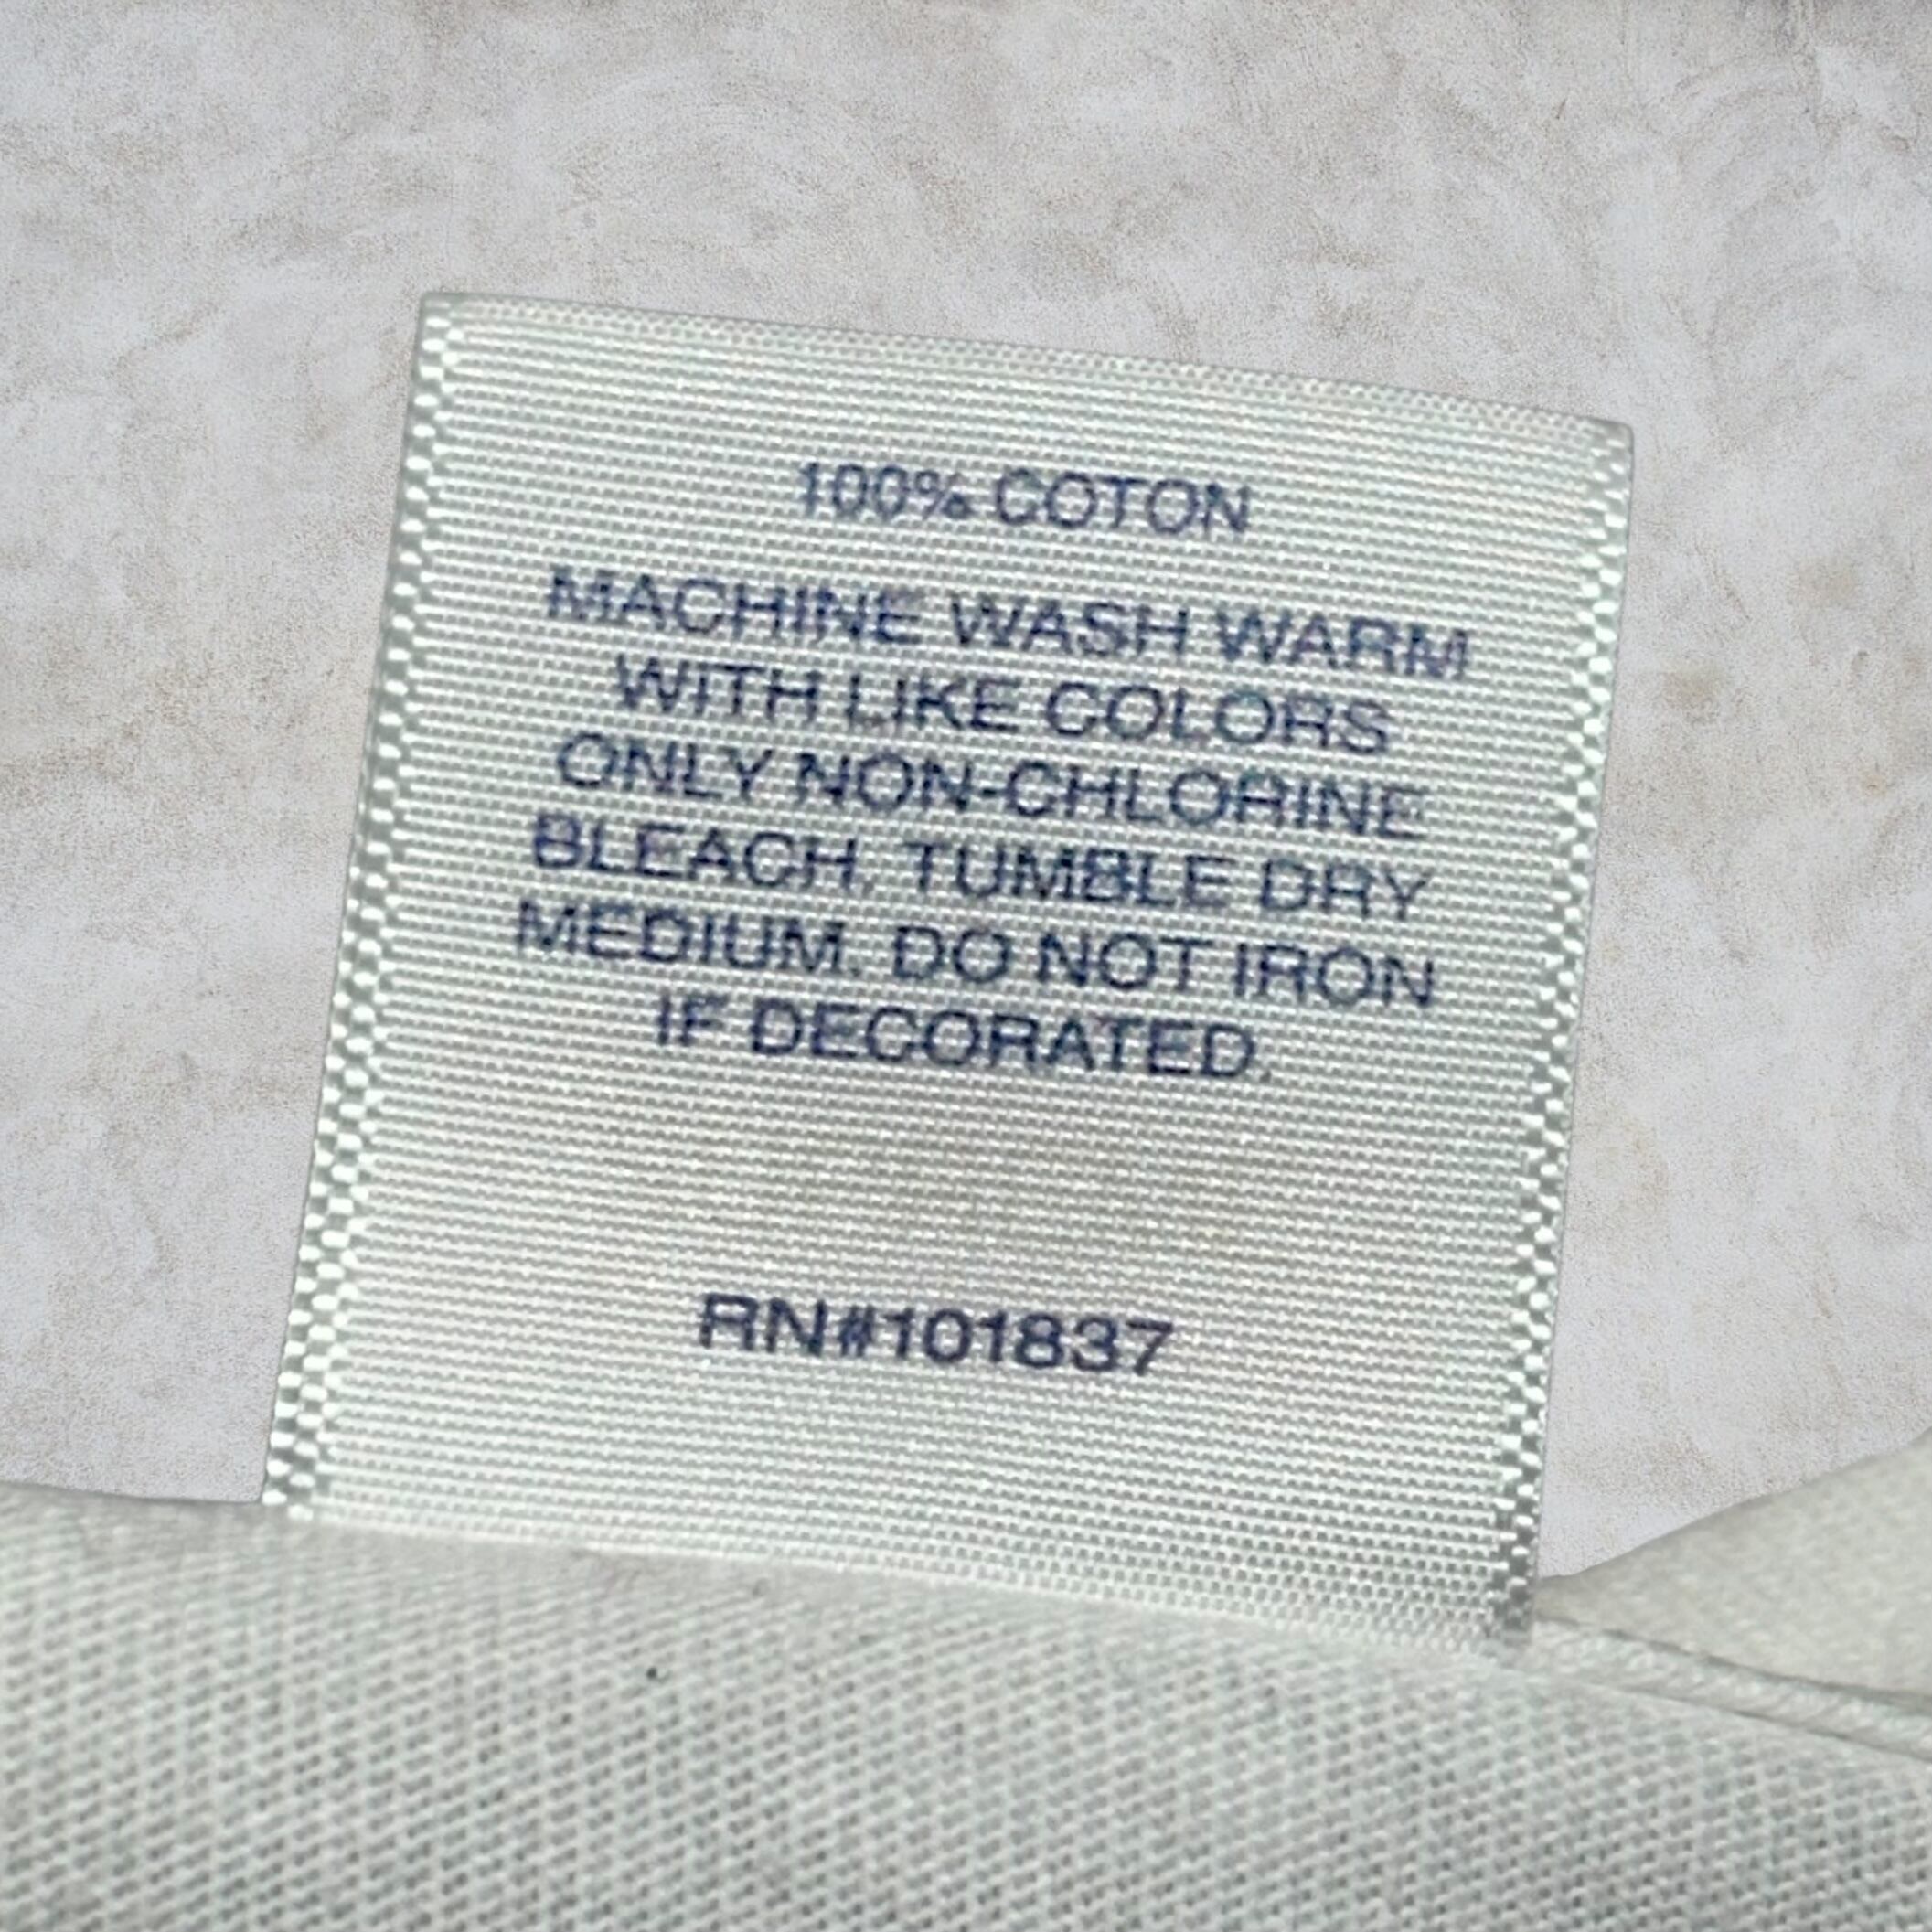 100% COTON
MACHINE WASH WARM
WITH LIKE COLORS
ONLY NON-CHLORINE
BLEACH. TUMBLE DRY
MEDIUM. DO NOT IRON
IF DECORATED.
RN#101837